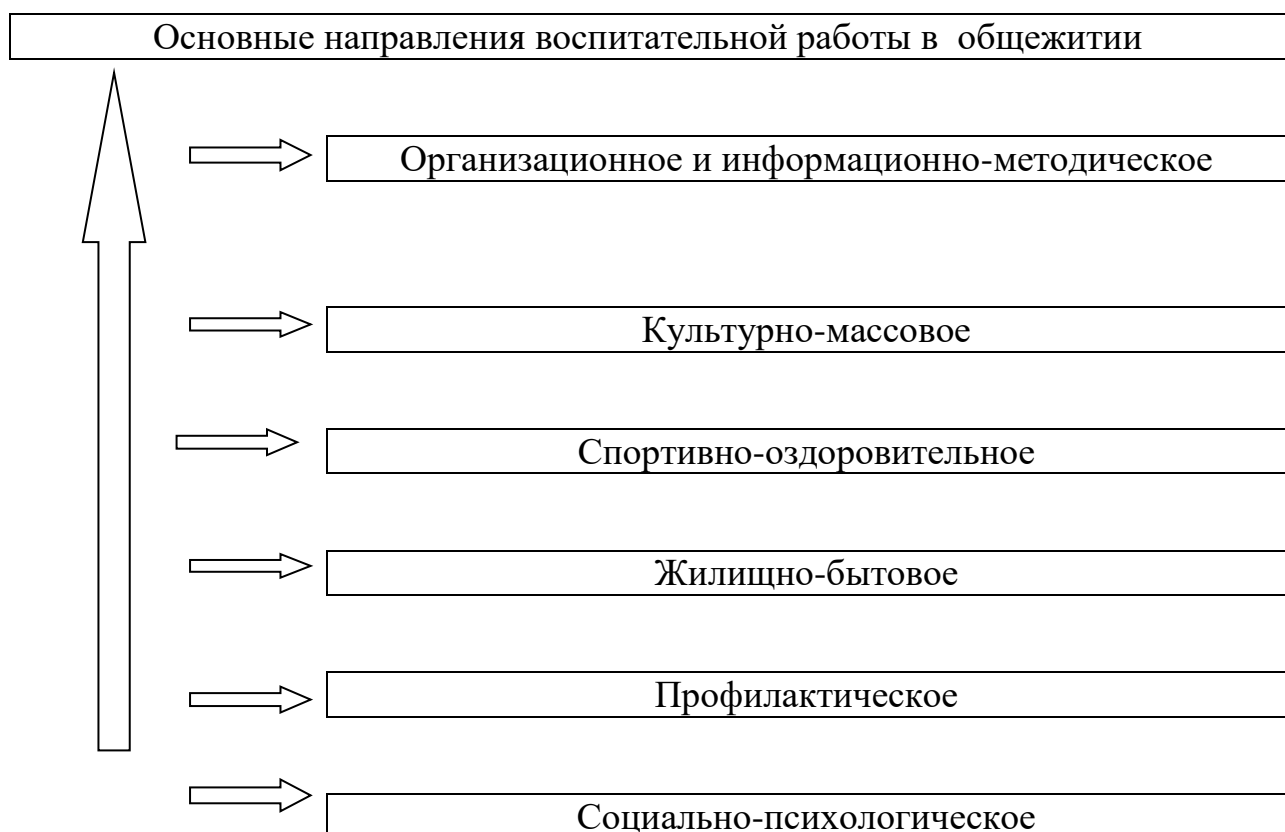 Основные направления воспитательной работы в общежитии
Организационное и информационно-методическое
Культурно-массовое
Спортивно-оздоровительное
Жилищно-бытовое
Профилактическое
Социально-психологическое